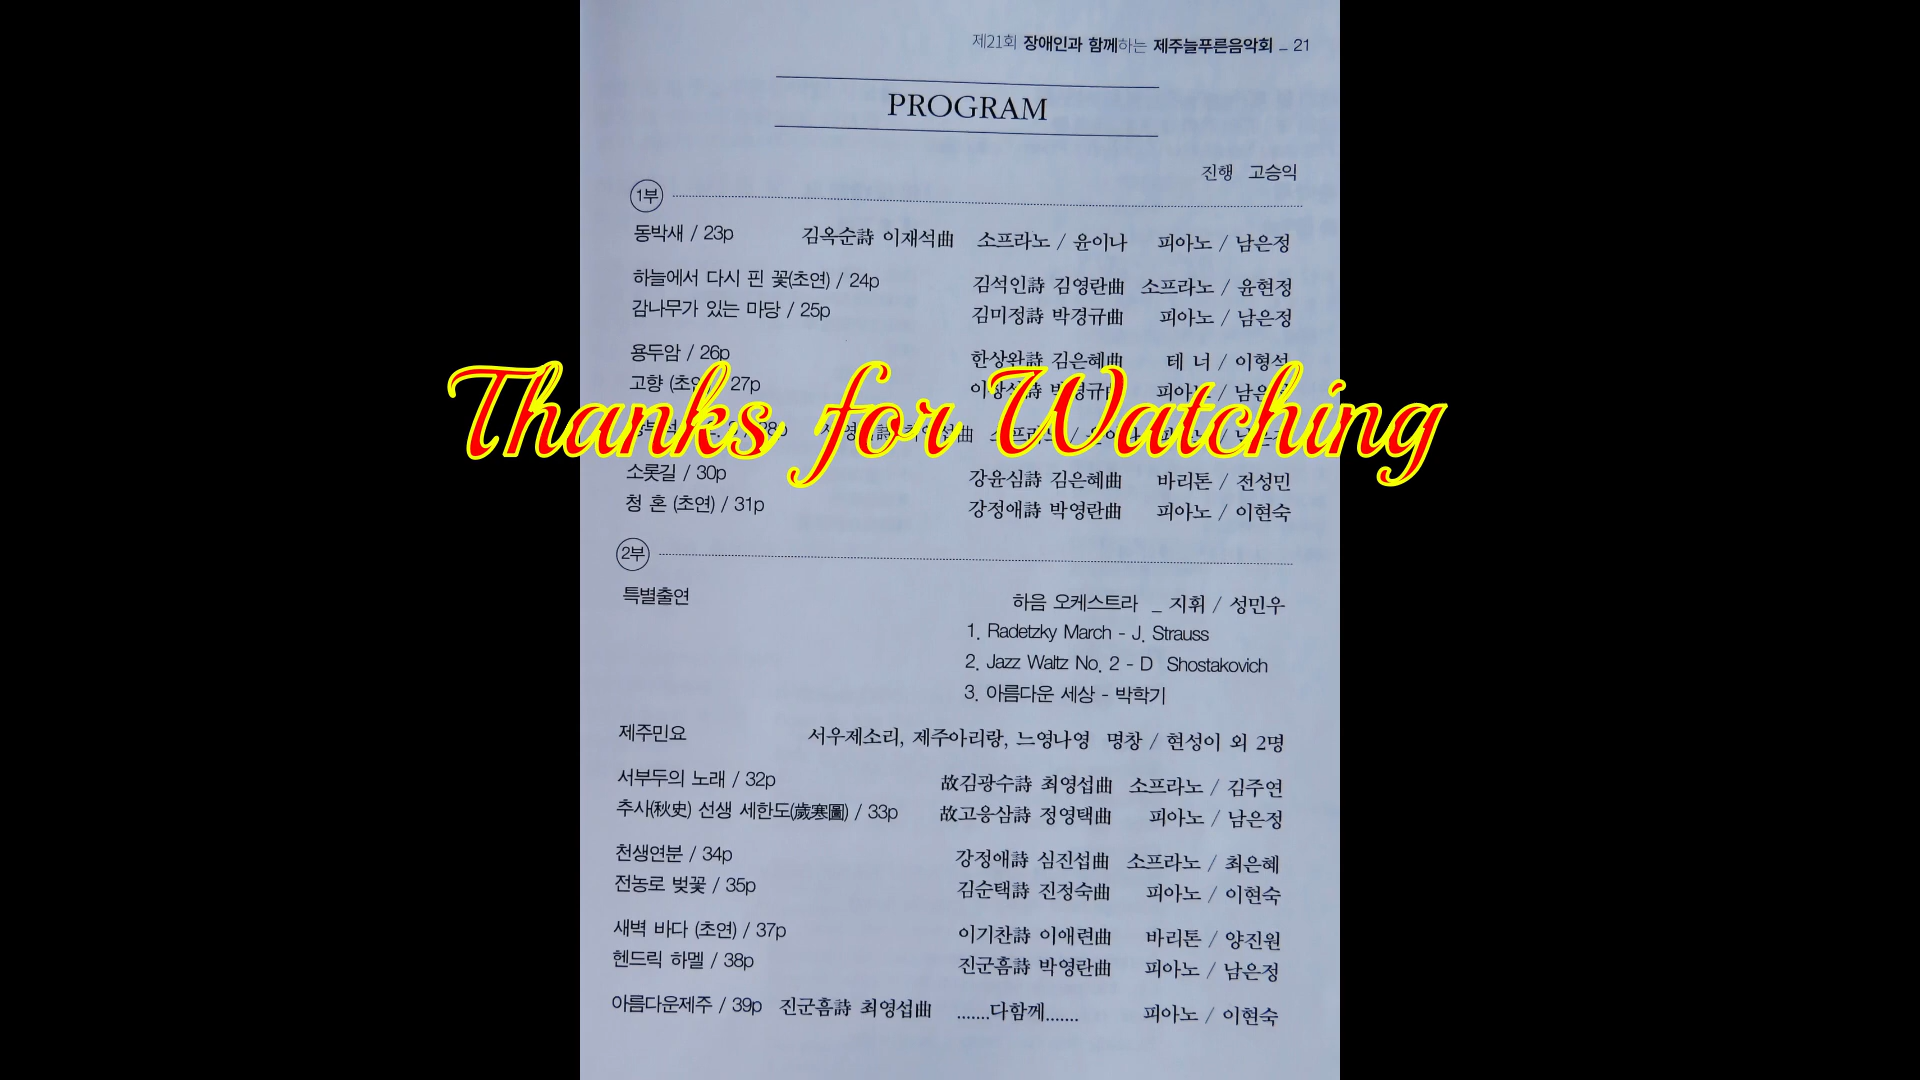 제21회 장애인과 함께하는 제주늘푸른음악회 _ 21
PROGRAM
진행 고승익
1부
동박새 / 23p 김옥순詩 이재석曲 소프라노 / 윤이나 피아노 / 남은정
하늘에서 다시 핀 꽃(초연) / 24p 김석인詩 김영란曲 소프라노 / 윤현정
감나무가 있는 마당 / 25p 김미정詩 박경규曲 피아노 / 남은정
용두암 / 26p 한상완詩 김은혜曲 테 너 / 이형석
고향 (초연) / 27p 피아노
Thanks for Watching
소롯길 / 30p 강윤심詩 김은혜曲 바리톤 / 전성민
청 혼 (초연) / 31p 강정애詩 박영란曲 피아노 / 이현숙
2부
특별출연 하음 오케스트라 _ 지휘 / 성민우
1. Radetzky March - J. Strauss
2. Jazz Waltz No. 2 - D Shostakovich
3. 아름다운 세상 - 박학기
제주민요 서우제소리, 제주아리랑, 느영나영 명창 / 현성이 외 2명
서부두의 노래 / 32p 故김광수詩 최영섭曲 소프라노 / 김주연
추사(秋史) 선생 세한도(歲寒圖) / 33p 故고응삼詩 정영택曲 피아노 / 남은정
천생연분 / 34p 강정애詩 심진섭曲 소프라노 / 최은혜
전농로 벚꽃 / 35p 김순택詩 진정숙曲 피아노 / 이현숙
새벽 바다 (초연) / 37p 이기찬詩 이애련曲 바리톤 / 양진원
헨드릭 하멜 / 38p 진군흠詩 박영란曲 피아노 / 남은정
아름다운제주 / 39p 진군흠詩 최영섭曲 .......다함께....... 피아노 / 이현숙